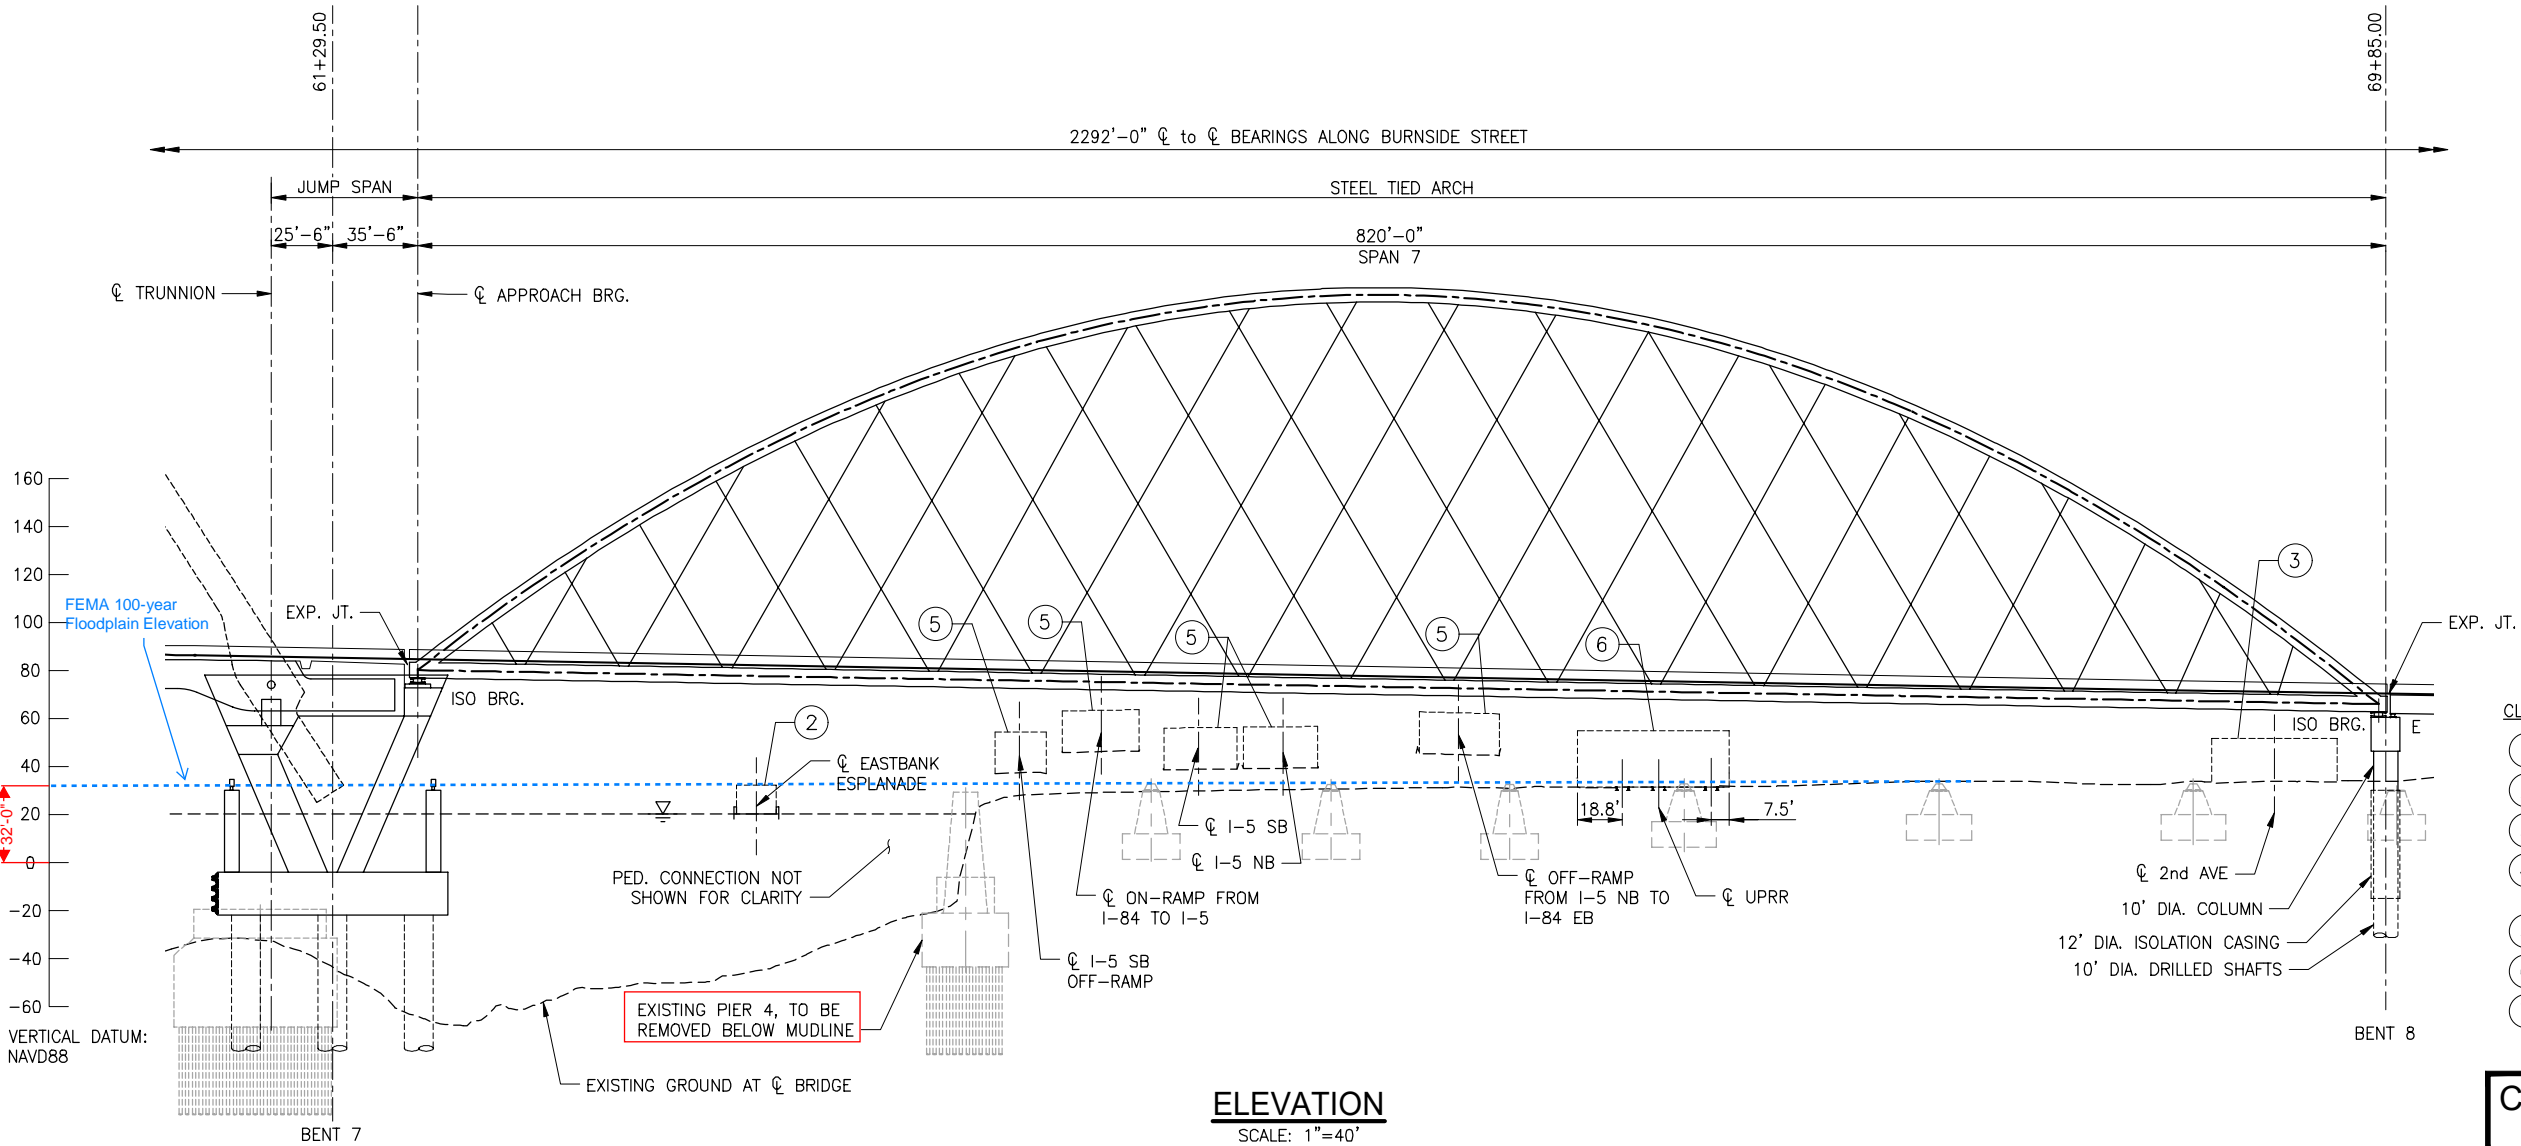 61+29.50
69+85.00
2292'-0" ℄ to ℄ BEARINGS ALONG BURNSIDE STREET
JUMP SPAN
STEEL TIED ARCH
25'-6"
35'-6"
820'-0"
SPAN 7
℄ TRUNNION
℄ APPROACH BRG.
160
140
120
100
80
60
40
20
0
-20
-40
-60
32'-0"
VERTICAL DATUM:
NAVD88
FEMA 100-year
Floodplain Elevation
EXP. JT.
ISO BRG.
2
℄ EASTBANK
ESPLANADE
5
5
5
5
6
3
EXP. JT.
ISO BRG.
E
CL
18.8'
7.5'
℄ I-5 SB
℄ I-5 NB
PED. CONNECTION NOT
SHOWN FOR CLARITY
℄ ON-RAMP FROM
I-84 TO I-5
℄ OFF-RAMP
FROM I-5 NB TO
I-84 EB
℄ UPRR
℄ 2nd AVE
10' DIA. COLUMN
12' DIA. ISOLATION CASING
10' DIA. DRILLED SHAFTS
℄ I-5 SB
OFF-RAMP
EXISTING PIER 4, TO BE
REMOVED BELOW MUDLINE
EXISTING GROUND AT ℄ BRIDGE
BENT 7
BENT 8
ELEVATION
SCALE: 1"=40'
C